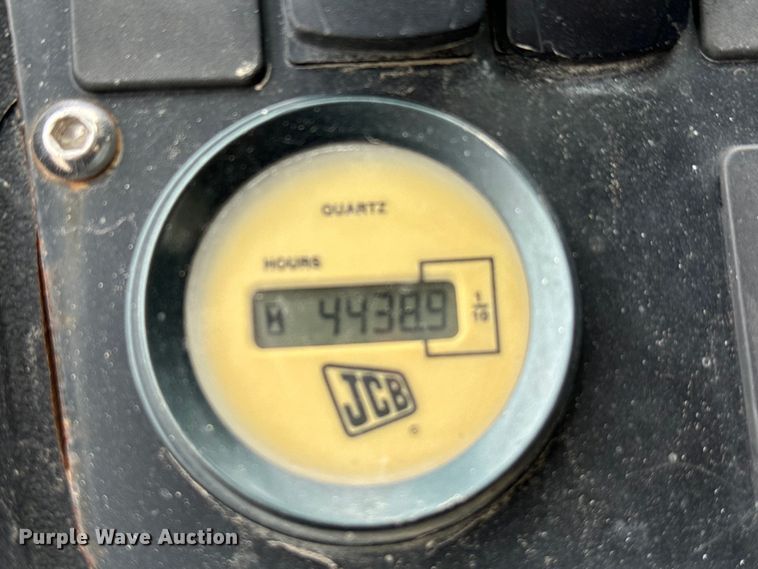 QUARTZ
HOURS
4438.9
1/10
JCB
Purple Wave Auction